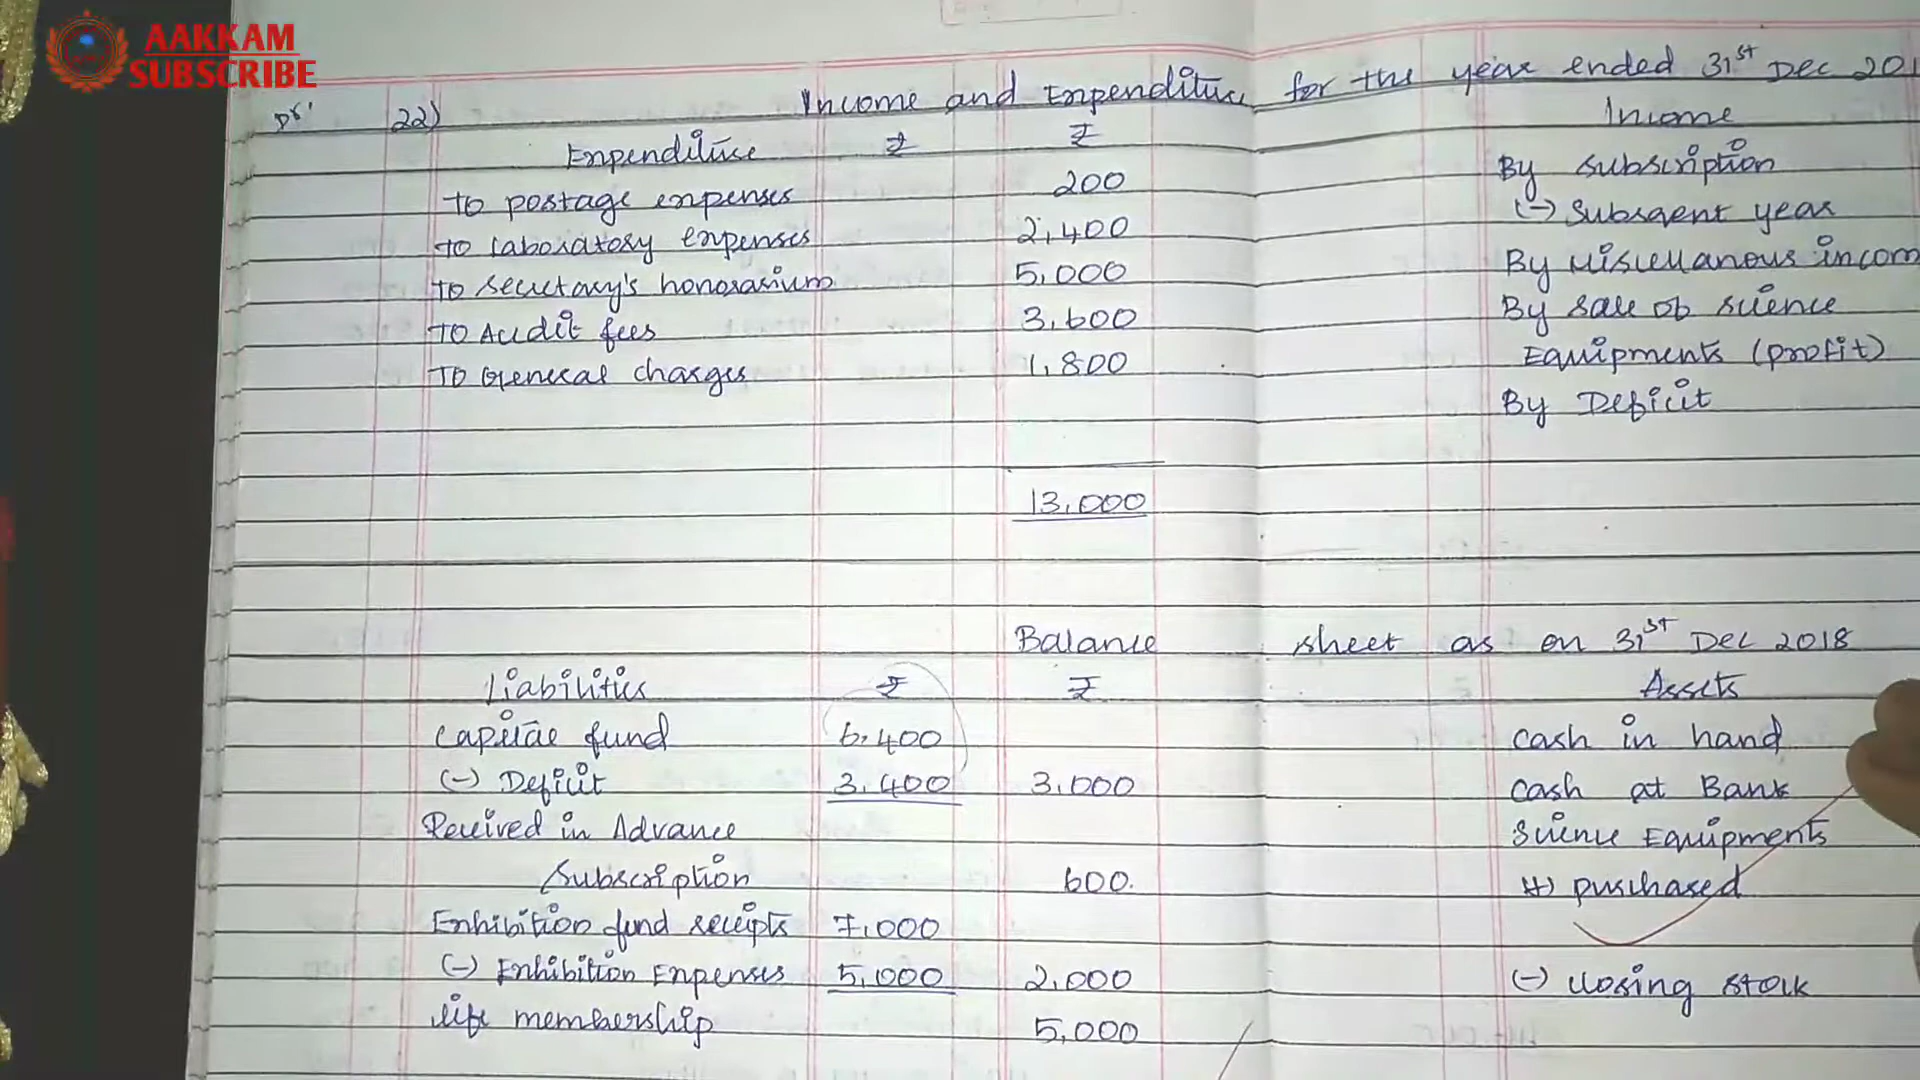 AAKKAM
SUBSCRIBE
Income and Expenditure for the year ended 31st Dec 201
Dr. 22) Income
Expenditure ₹ ₹
To postage expenses 200 By subscription
To Laboratory expenses 2,400 (-) Subsqent year
To secretary's honorarium 5,000 By Miscellanous incom
To Audit fees 3,600 By sale of science
To General charges 1,800 Equipments (profit)
By Deficit
13,000
Balance sheet as on 31st Dec 2018
Liabilities ₹ ₹ Assets
Capital fund 6,400 Cash in hand
(-) Deficit 3,400 3,000 Cash at Bank
Received in Advance Science Equipments
Subscription 600. (+) purchased
Exhibition fund receipts 7,000
(-) Exhibition Expenses 5,000 2,000 (-) closing stock
Life membership 5,000